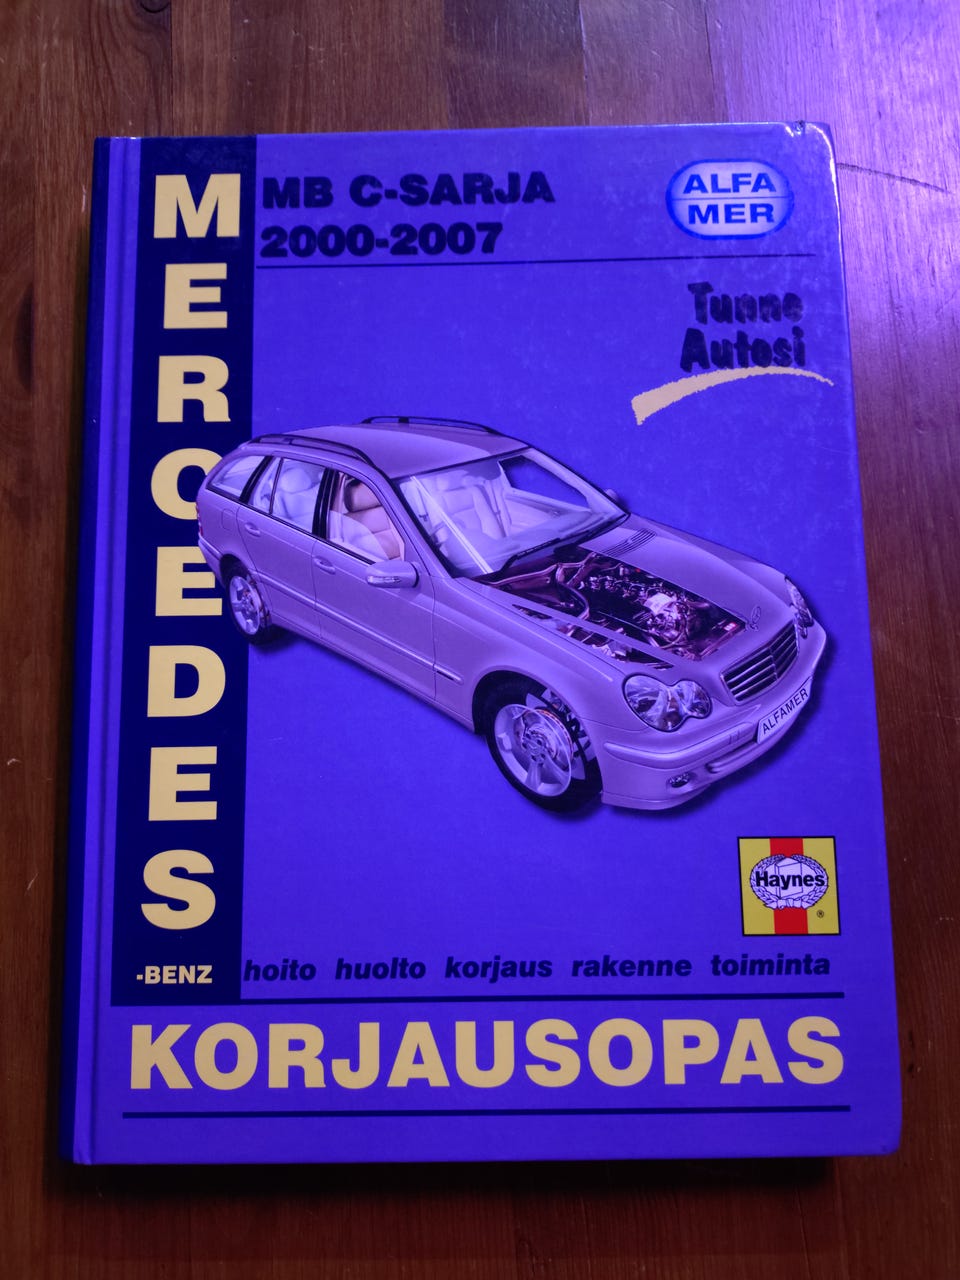 MERCEDES
-BENZ
MB C-SARJA
2000-2007
ALFA
MER
Tunne
Autosi
ALFAMER
Haynes
®
hoito huolto korjaus rakenne toiminta
KORJAUSOPAS